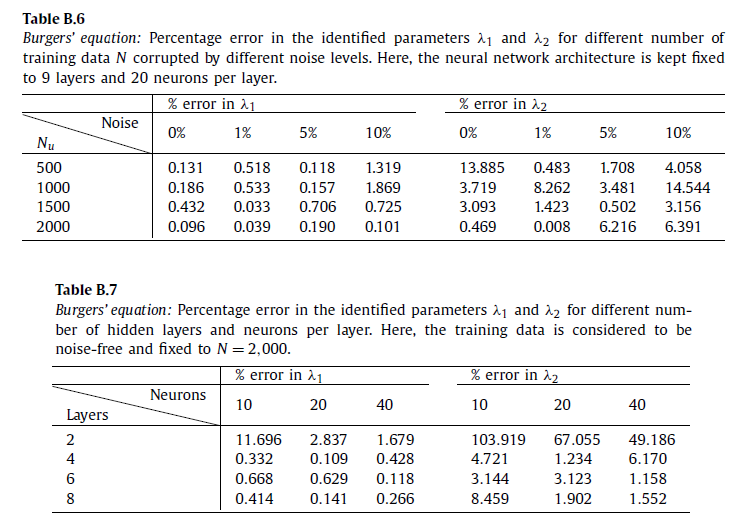 Table B.6
Burgers' equation: Percentage error in the identified parameters λ1 and λ2 for different number of
training data N corrupted by different noise levels. Here, the neural network architecture is kept fixed
to 9 layers and 20 neurons per layer.
% error in λ1 % error in λ2
Noise
0% 1% 5% 10% 0% 1% 5% 10%
Nu
500 0.131 0.518 0.118 1.319 13.885 0.483 1.708 4.058
1000 0.186 0.533 0.157 1.869 3.719 8.262 3.481 14.544
1500 0.432 0.033 0.706 0.725 3.093 1.423 0.502 3.156
2000 0.096 0.039 0.190 0.101 0.469 0.008 6.216 6.391
Table B.7
Burgers' equation: Percentage error in the identified parameters λ1 and λ2 for different num-
ber of hidden layers and neurons per layer. Here, the training data is considered to be
noise-free and fixed to N = 2,000.
% error in λ1 % error in λ2
Neurons
10 20 40 10 20 40
Layers
2 11.696 2.837 1.679 103.919 67.055 49.186
4 0.332 0.109 0.428 4.721 1.234 6.170
6 0.668 0.629 0.118 3.144 3.123 1.158
8 0.414 0.141 0.266 8.459 1.902 1.552